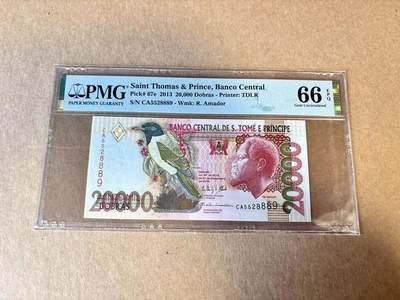 PMG
PAPER MONEY GUARANTY
Saint Thomas & Prince, Banco Central
Pick# 67e 2013 20,000 Dobras - Printer: TDLR
S/N CA5528889 - Wmk: R. Amador
66 EPQ
Gem Uncirculated
BANCO CENTRAL DE S. TOMÉ E PRÍNCIPE
CA5528889
20000
DOBRAS
CA5528889
20000